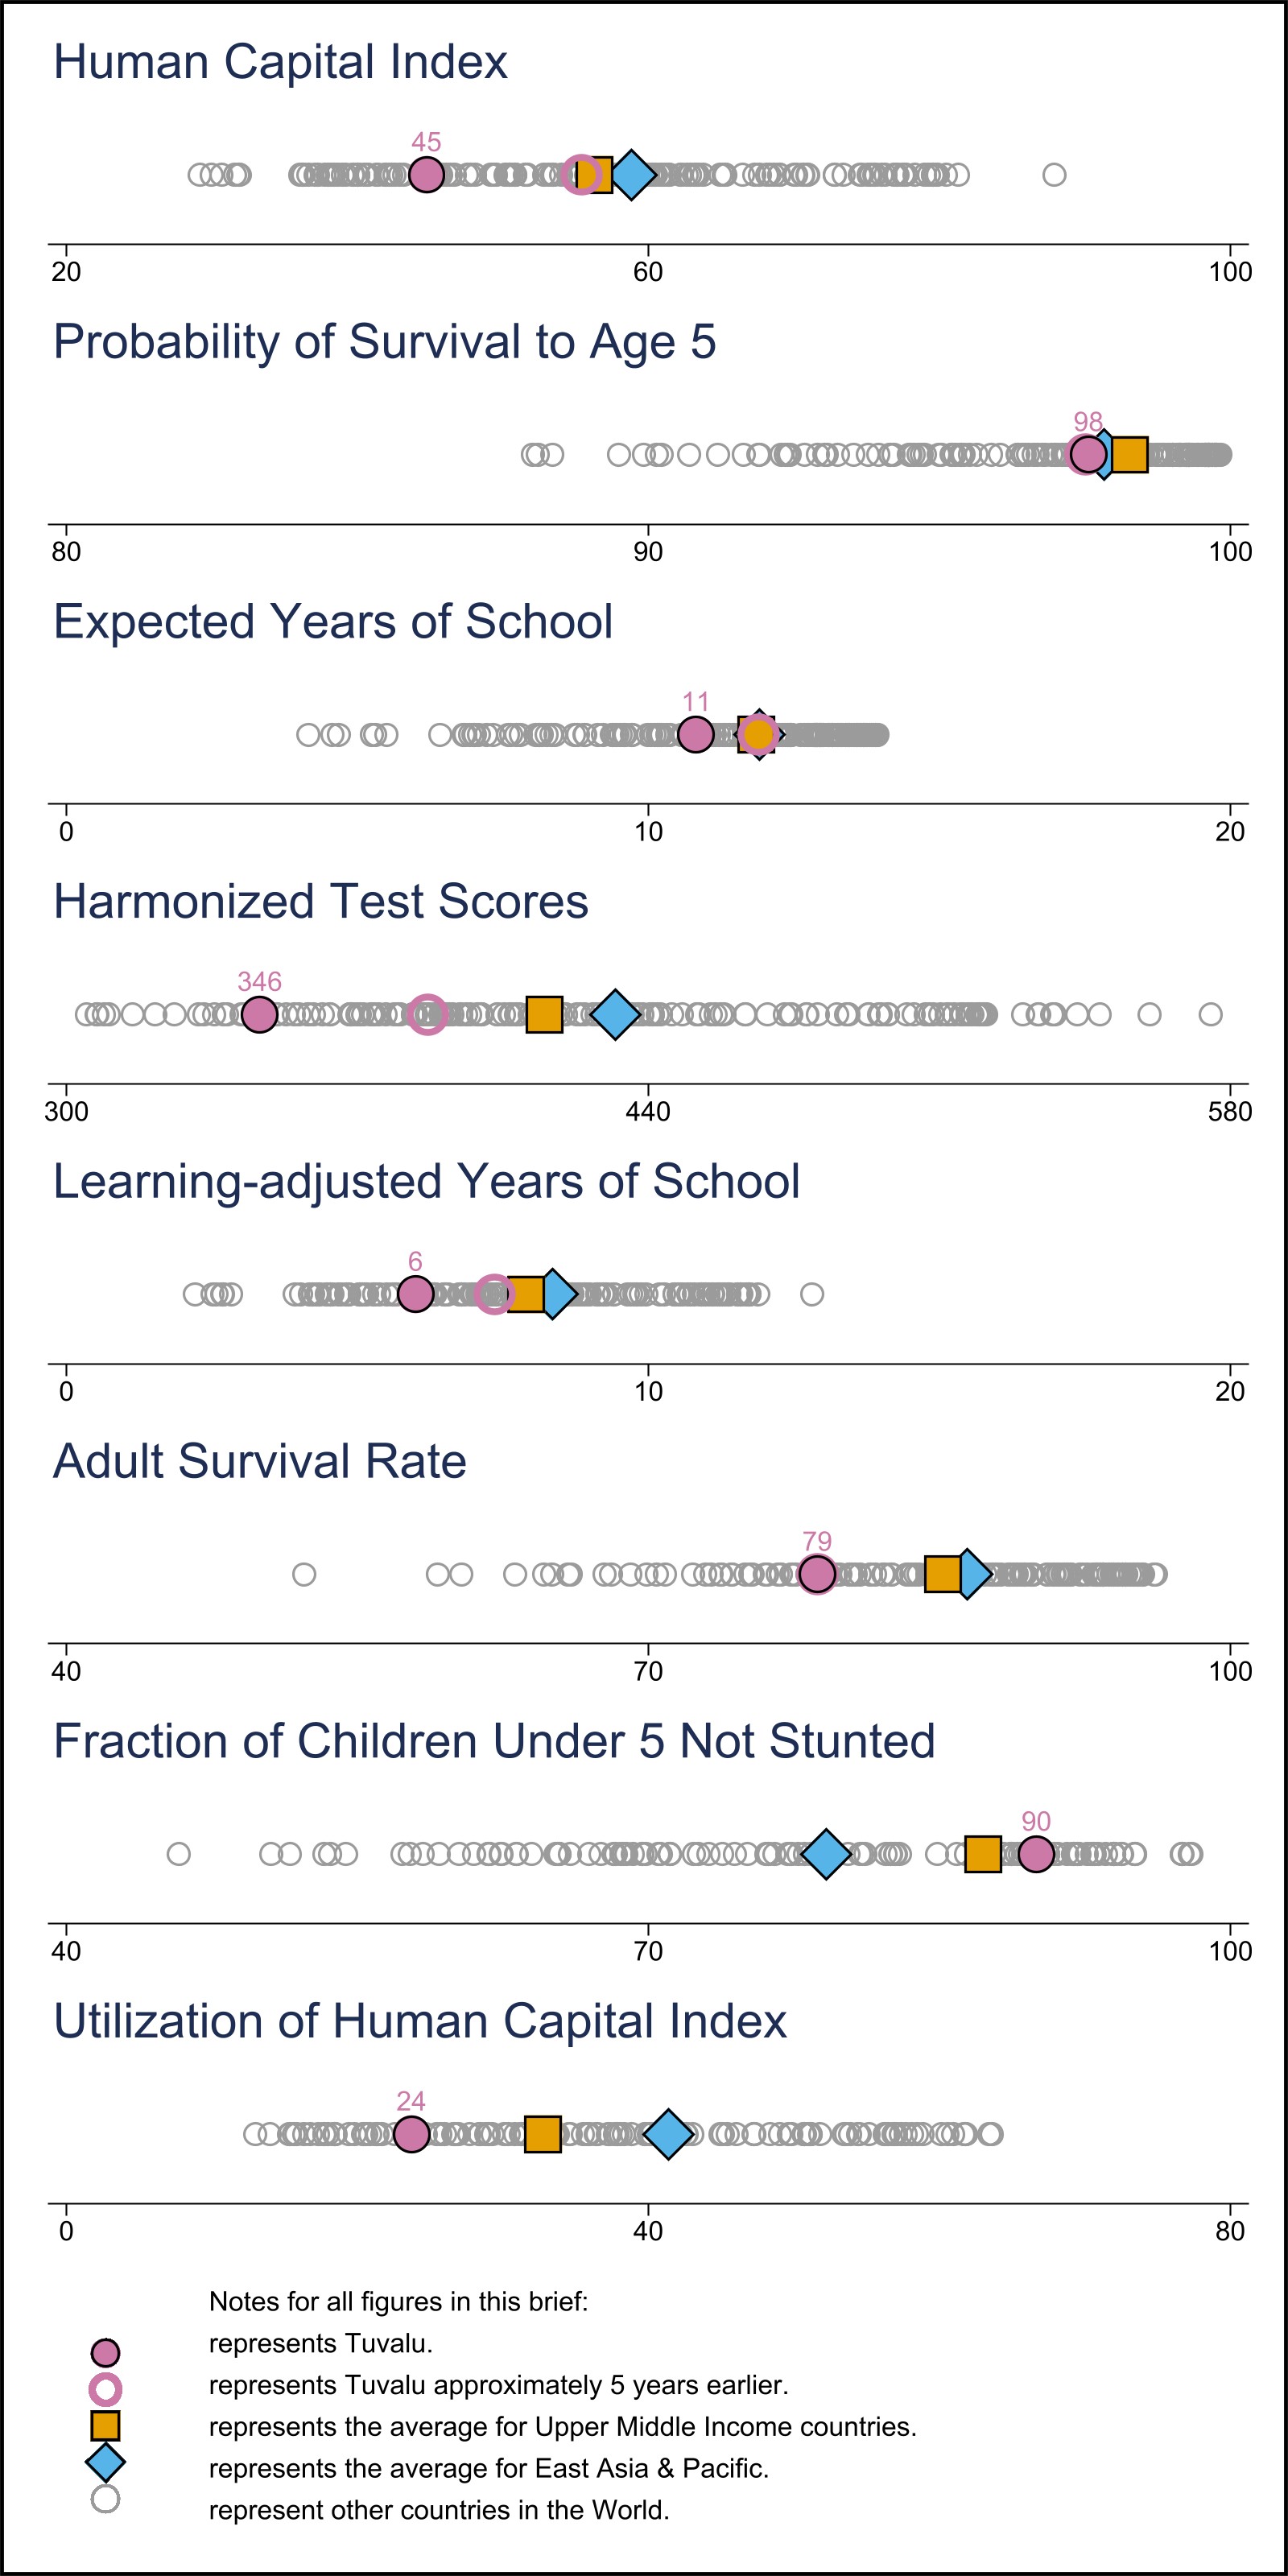 Human Capital Index
45
20 60 100
Probability of Survival to Age 5
98
80 90 100
Expected Years of School
11
0 10 20
Harmonized Test Scores
346
300 440 580
Learning-adjusted Years of School
6
0 10 20
Adult Survival Rate
79
40 70 100
Fraction of Children Under 5 Not Stunted
90
40 70 100
Utilization of Human Capital Index
24
0 40 80
Notes for all figures in this brief:
represents Tuvalu.
represents Tuvalu approximately 5 years earlier.
represents the average for Upper Middle Income countries.
represents the average for East Asia & Pacific.
represent other countries in the World.